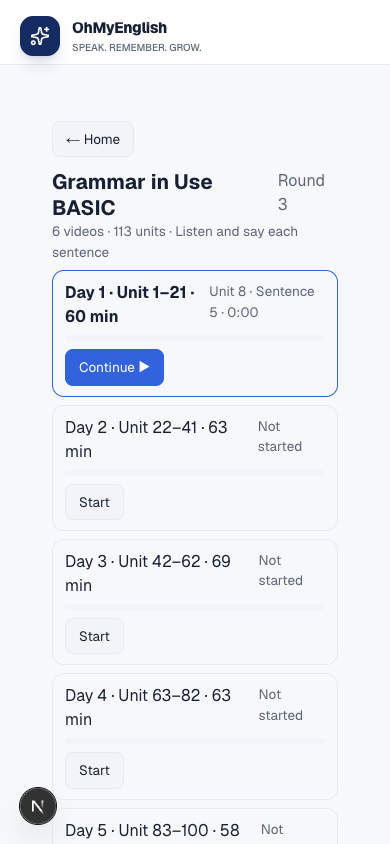 OhMyEnglish
SPEAK. REMEMBER. GROW.
← Home
Grammar in Use
BASIC
Round
3
6 videos · 113 units · Listen and say each
sentence
Day 1 · Unit 1–21 ·
60 min
Unit 8 · Sentence
5 · 0:00
Continue ▶
Day 2 · Unit 22–41 · 63
min
Not
started
Start
Day 3 · Unit 42–62 · 69
min
Not
started
Start
Day 4 · Unit 63–82 · 63
min
Not
started
Start
N
Day 5 · Unit 83–100 · 58
Not